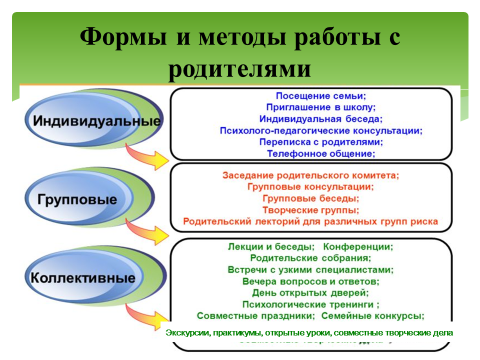 Формы и методы работы с
родителями
Индивидуальные
Посещение семьи;
Приглашение в школу;
Индивидуальная беседа;
Психолого-педагогические консультации;
Переписка с родителями;
Телефонное общение;
Групповые
Заседание родительского комитета;
Групповые консультации;
Групповые беседы;
Творческие группы;
Родительский лекторий для различных групп риска
Коллективные
Лекции и беседы; Конференции;
Родительские собрания;
Встречи с узкими специалистами;
Вечера вопросов и ответов;
День открытых дверей;
Психологические тренинги ;
Совместные праздники; Семейные конкурсы;
Экскурсии, практикумы, открытые уроки, совместные творческие дела